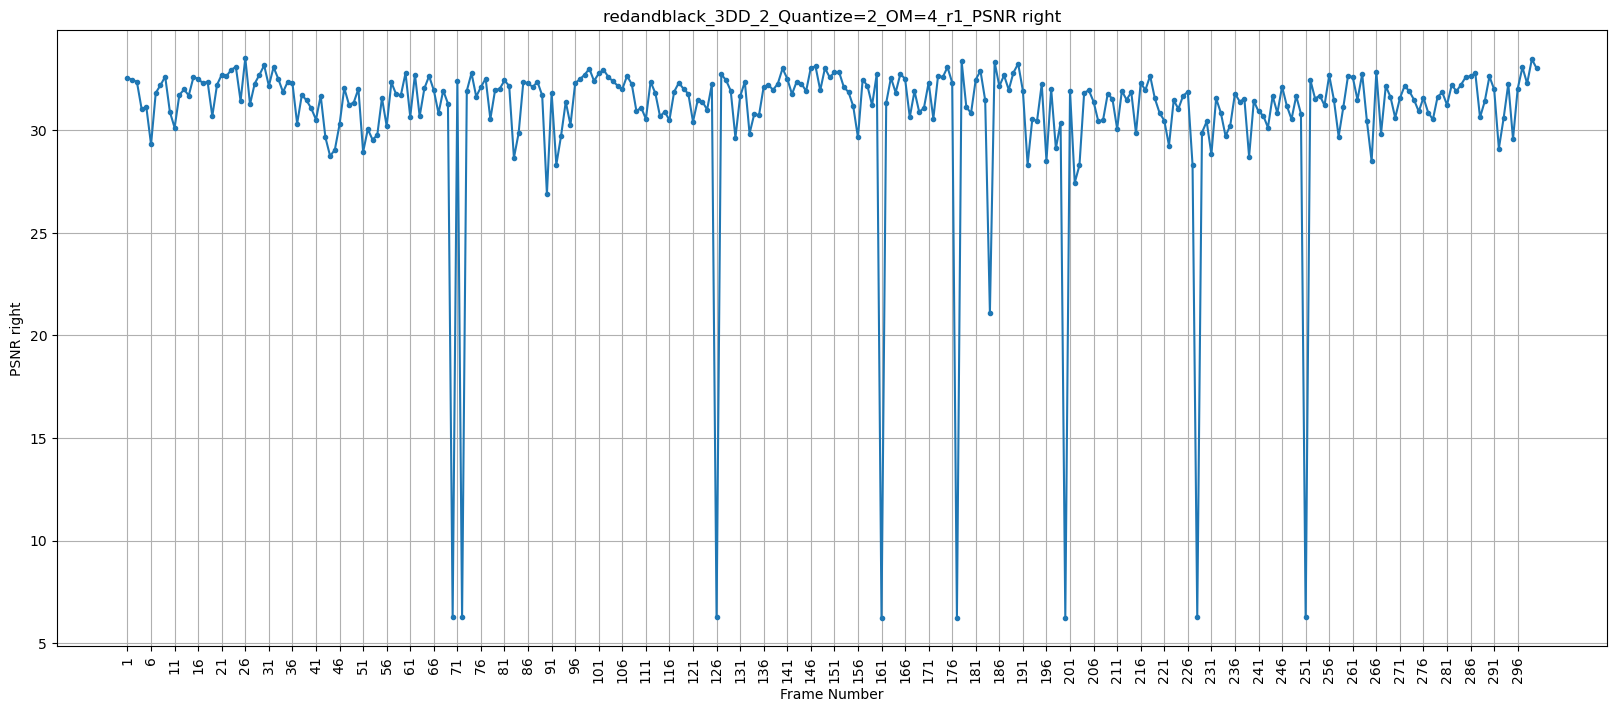 redandblack_3DD_2_Quantize=2_OM=4_r1_PSNR right
PSNR right
30
25
20
15
10
5
1 6 11 16 21 26 31 36 41 46 51 56 61 66 71 76 81 86 91 96 101 106 111 116 121 126 131 136 141 146 151 156 161 166 171 176 181 186 191 196 201 206 211 216 221 226 231 236 241 246 251 256 261 266 271 276 281 286 291 296
Frame Number